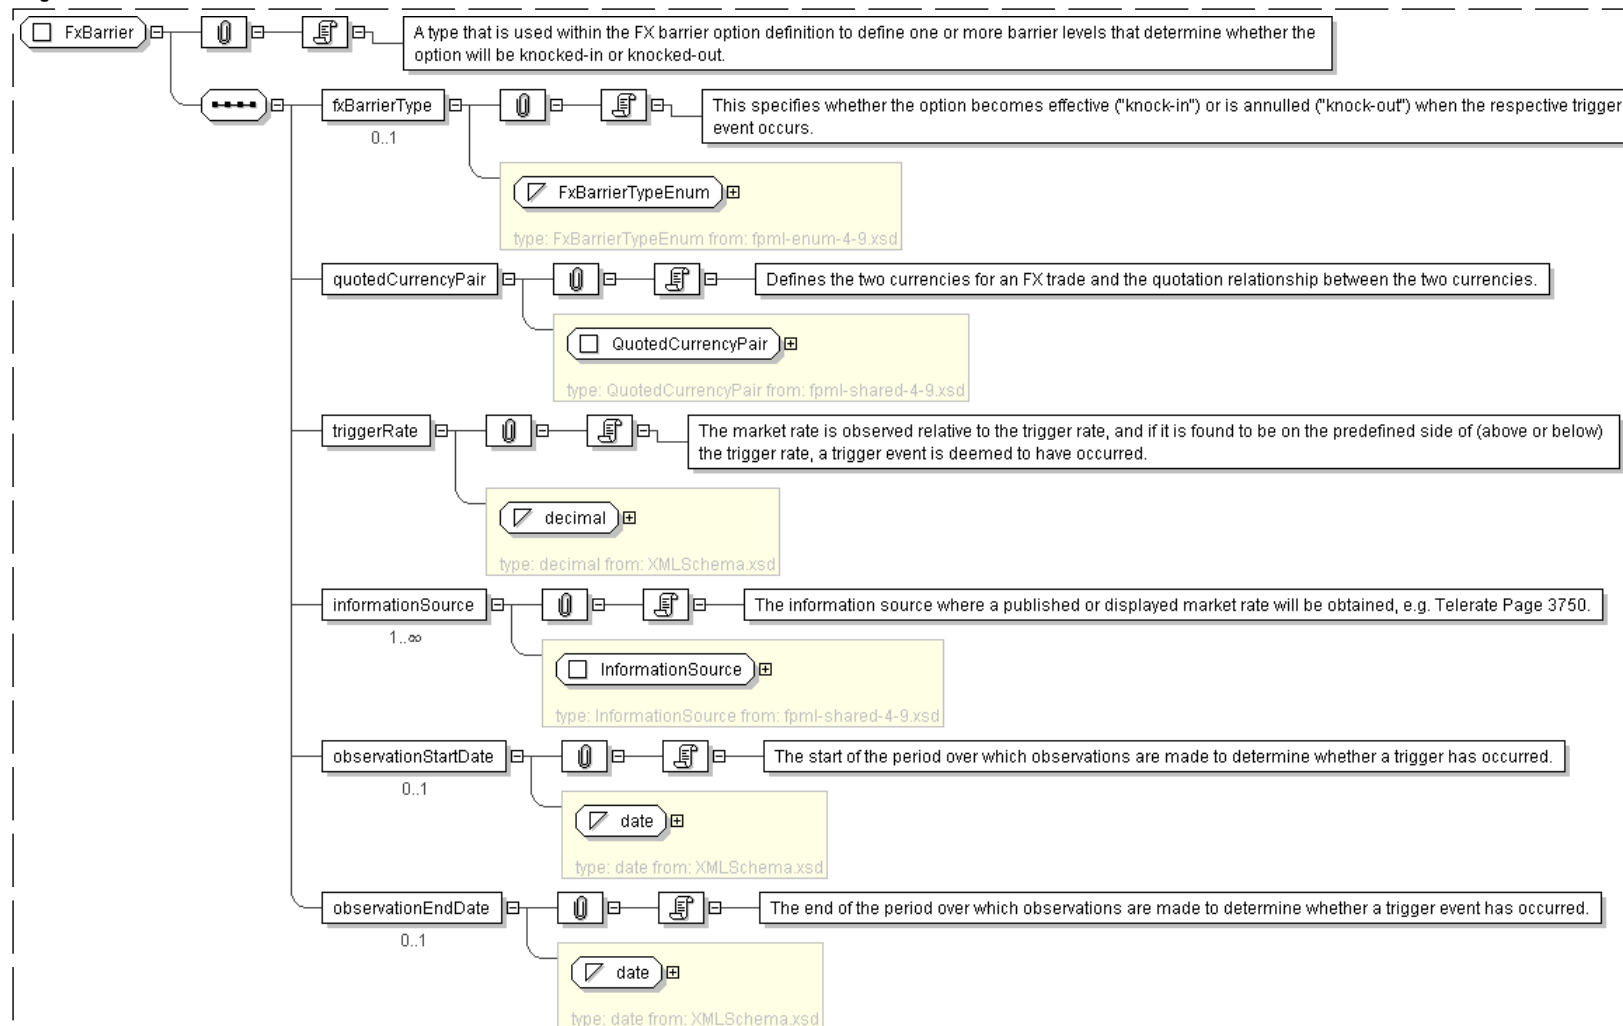 FxBarrier
A type that is used within the FX barrier option definition to define one or more barrier levels that determine whether the
option will be knocked-in or knocked-out.
fxBarrierType
0..1
This specifies whether the option becomes effective ("knock-in") or is annulled ("knock-out") when the respective trigger
event occurs.
FxBarrierTypeEnum
type: FxBarrierTypeEnum from: fpml-enum-4-9.xsd
quotedCurrencyPair
Defines the two currencies for an FX trade and the quotation relationship between the two currencies.
QuotedCurrencyPair
type: QuotedCurrencyPair from: fpml-shared-4-9.xsd
triggerRate
The market rate is observed relative to the trigger rate, and if it is found to be on the predefined side of (above or below)
the trigger rate, a trigger event is deemed to have occurred.
decimal
type: decimal from: XMLSchema.xsd
informationSource
1..∞
The information source where a published or displayed market rate will be obtained, e.g. Telerate Page 3750.
InformationSource
type: InformationSource from: fpml-shared-4-9.xsd
observationStartDate
0..1
The start of the period over which observations are made to determine whether a trigger has occurred.
date
type: date from: XMLSchema.xsd
observationEndDate
0..1
The end of the period over which observations are made to determine whether a trigger event has occurred.
date
type: date from: XMLSchema.xsd